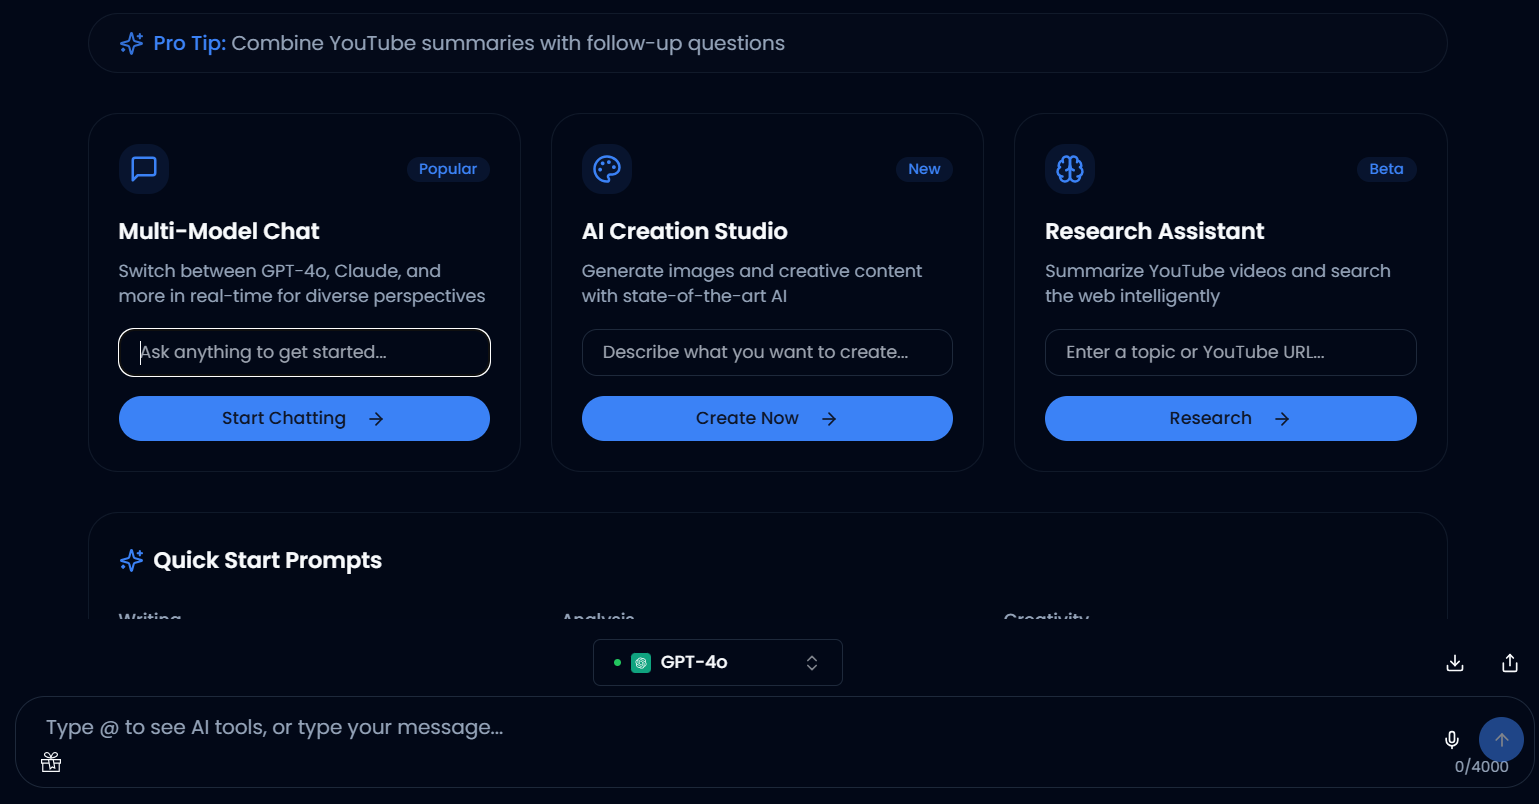 Pro Tip: Combine YouTube summaries with follow-up questions
Popular
Multi-Model Chat
Switch between GPT-4o, Claude, and
more in real-time for diverse perspectives
Ask anything to get started...
Start Chatting
New
AI Creation Studio
Generate images and creative content
with state-of-the-art AI
Describe what you want to create...
Create Now
Beta
Research Assistant
Summarize YouTube videos and search
the web intelligently
Enter a topic or YouTube URL...
Research
Quick Start Prompts
Writing
Analysis
Creativity
GPT-4o
Type @ to see AI tools, or type your message...
0/4000